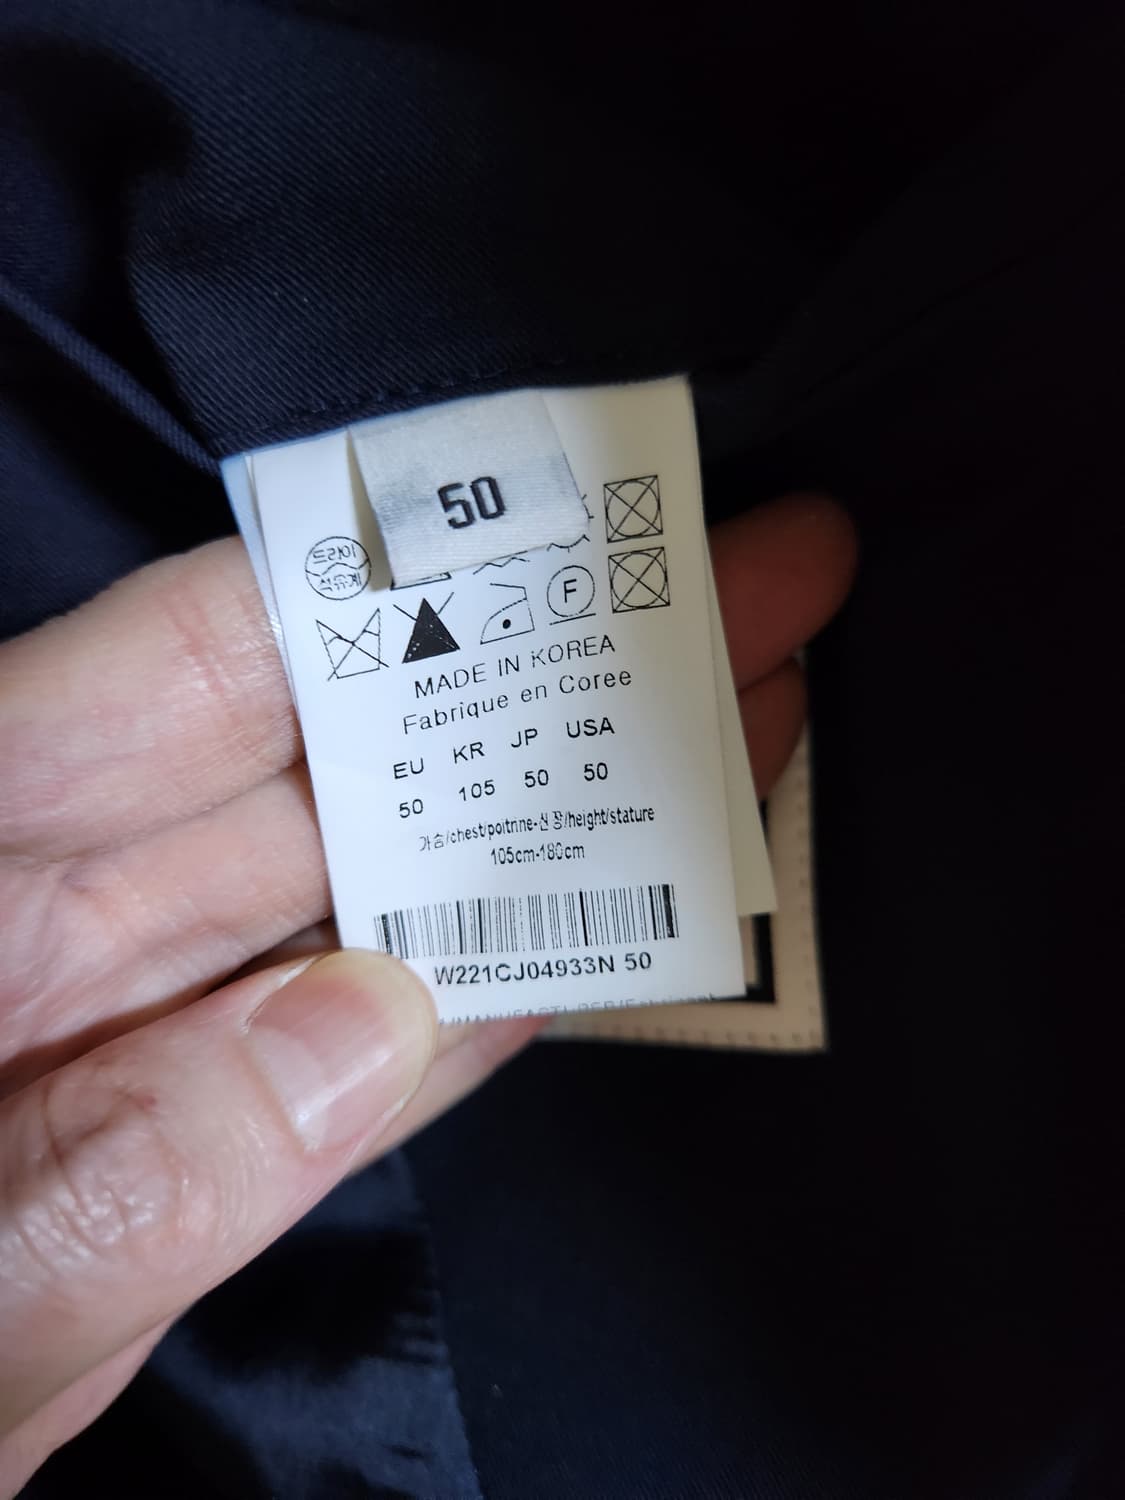 50
드라이
석유계
F
MADE IN KOREA
Fabrique en Coree
EU KR JP USA
50 105 50 50
가슴/chest/poitrine-신장/height/stature
105cm-180cm
W221CJ04933N 50